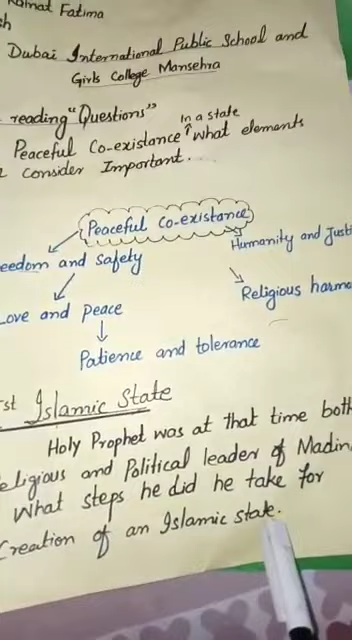 Fatima
Dubai International Public School and
Girls College Mansehra
reading "Questions"
Peaceful Co-existance in a state what elements
consider Important...
Peaceful Co-existance
Humanity and
and safety
Religious
Love and peace
Patience and tolerance
Islamic State
Holy Prophet was at that time both
and Political leader of
What steps he did he take for
Creation of an Islamic state.